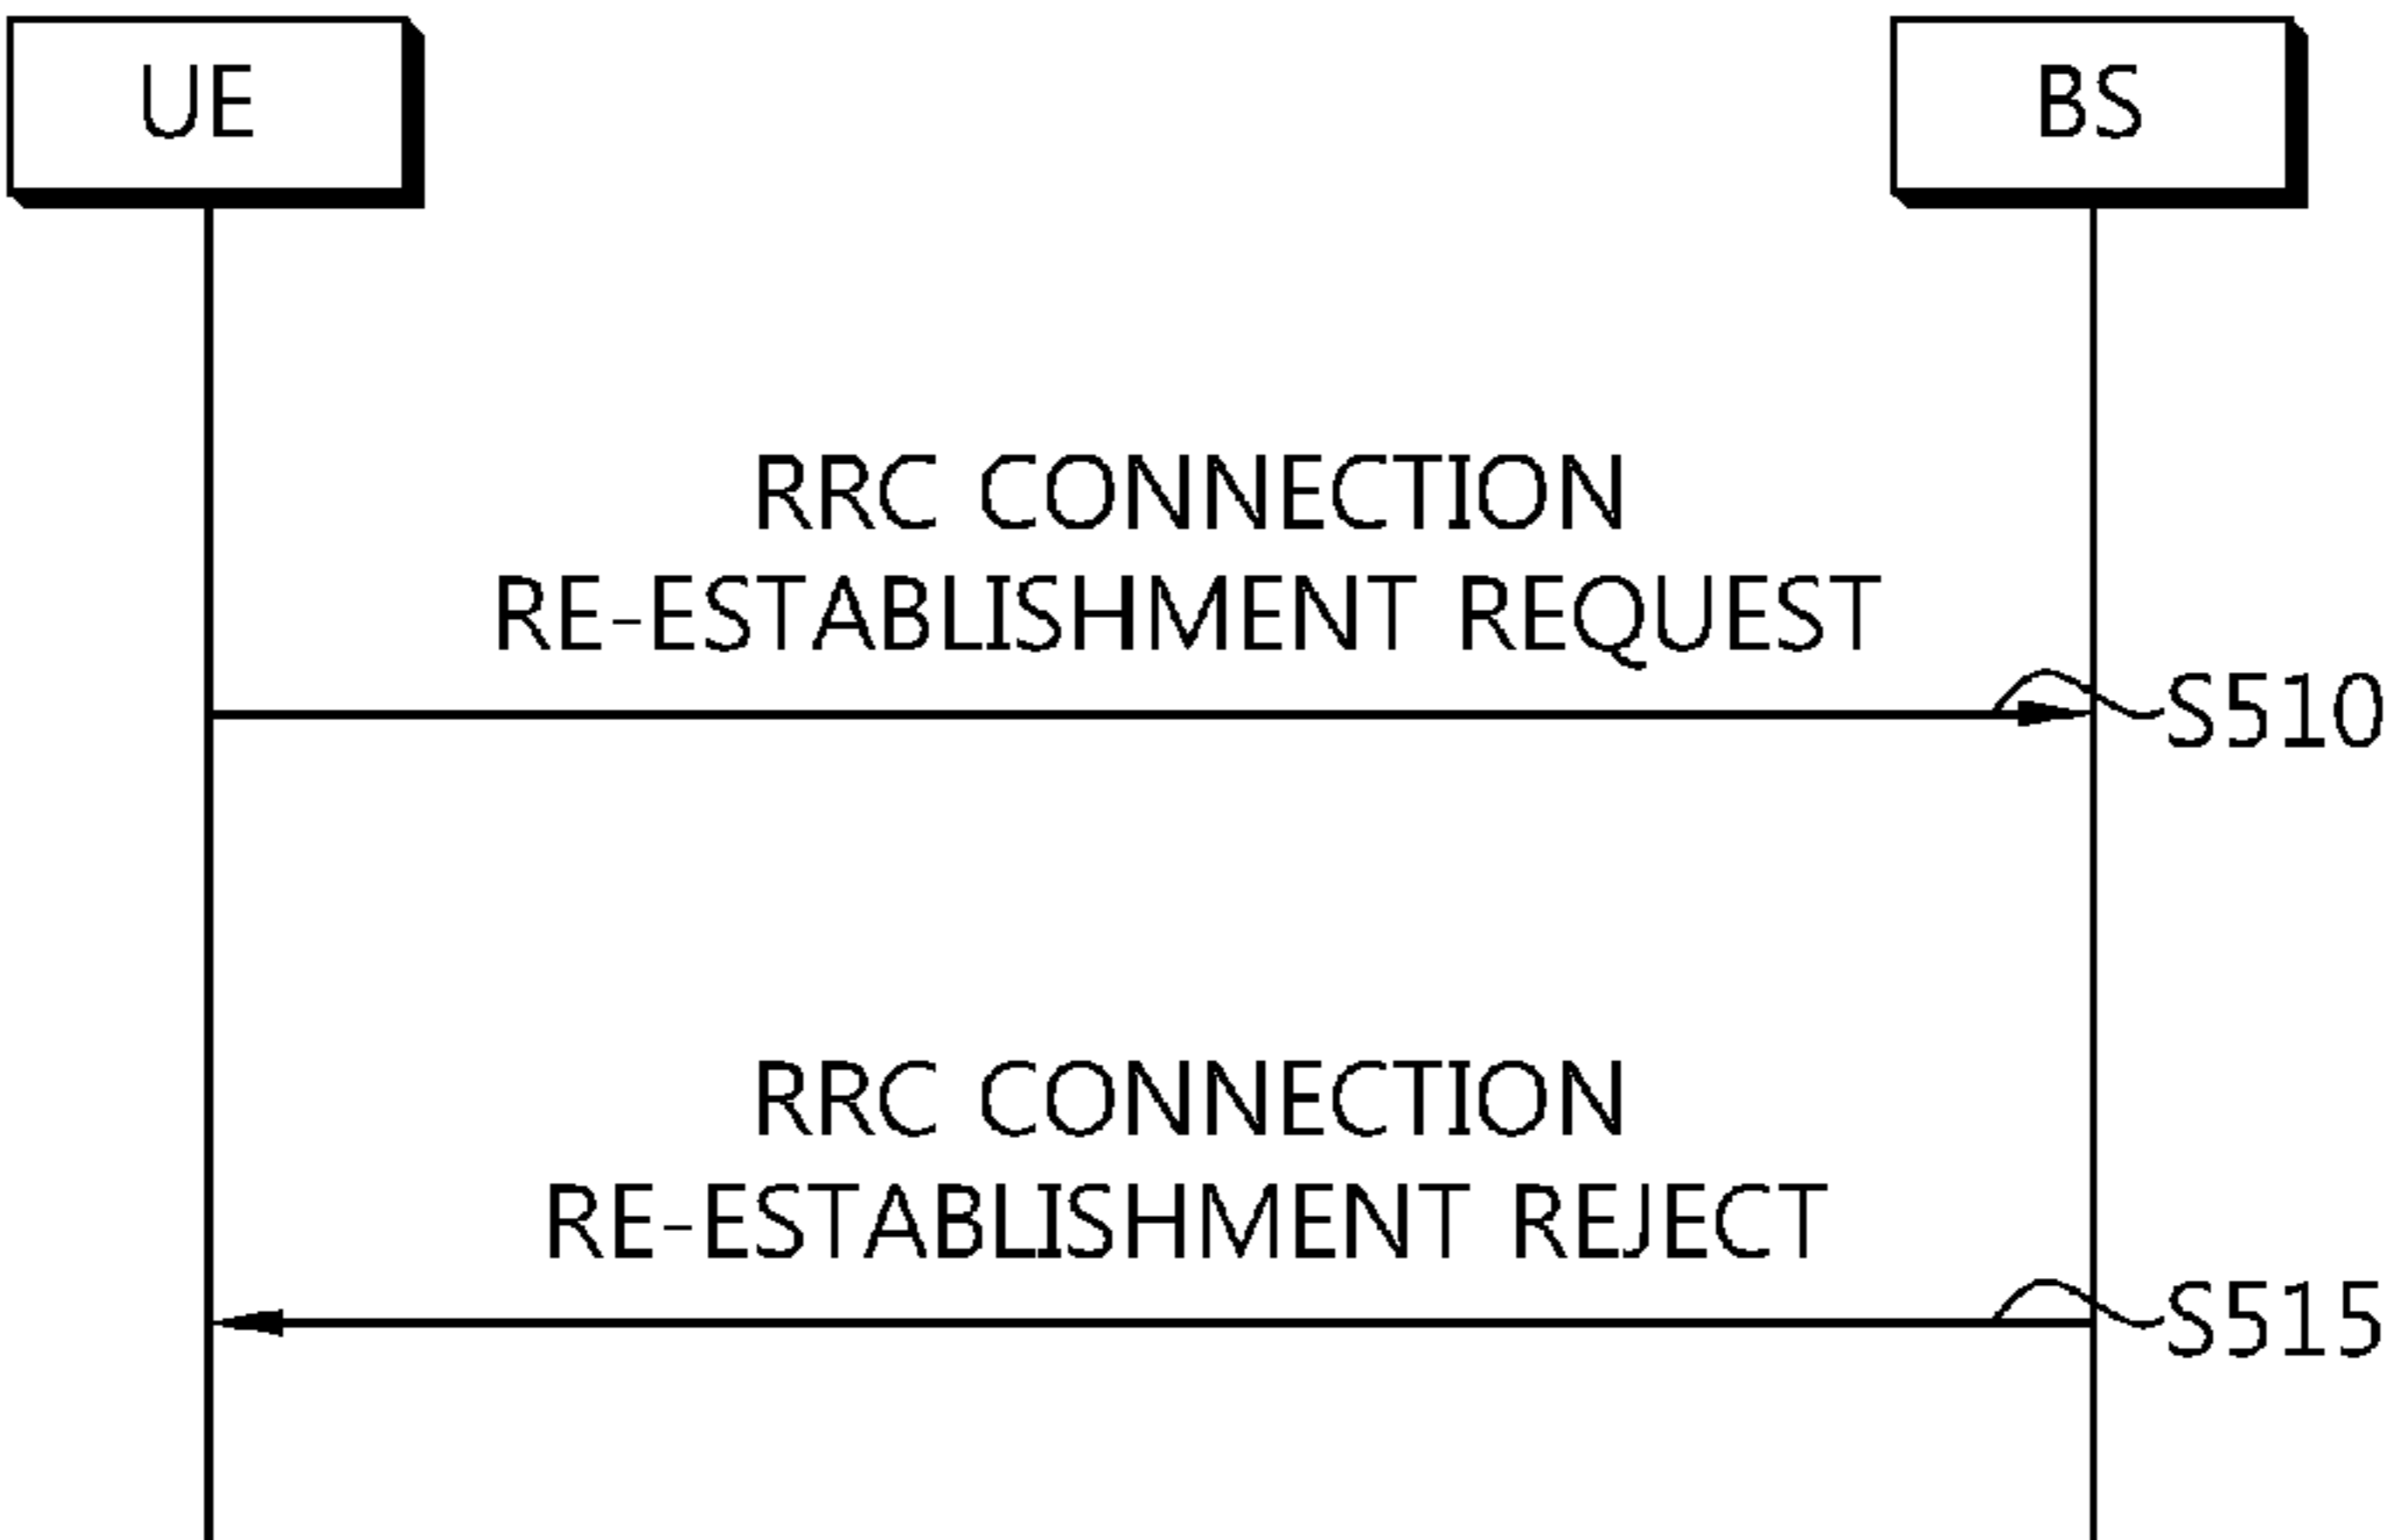 UE
BS
RRC CONNECTION
RE-ESTABLISHMENT REQUEST
S510
RRC CONNECTION
RE-ESTABLISHMENT REJECT
S515